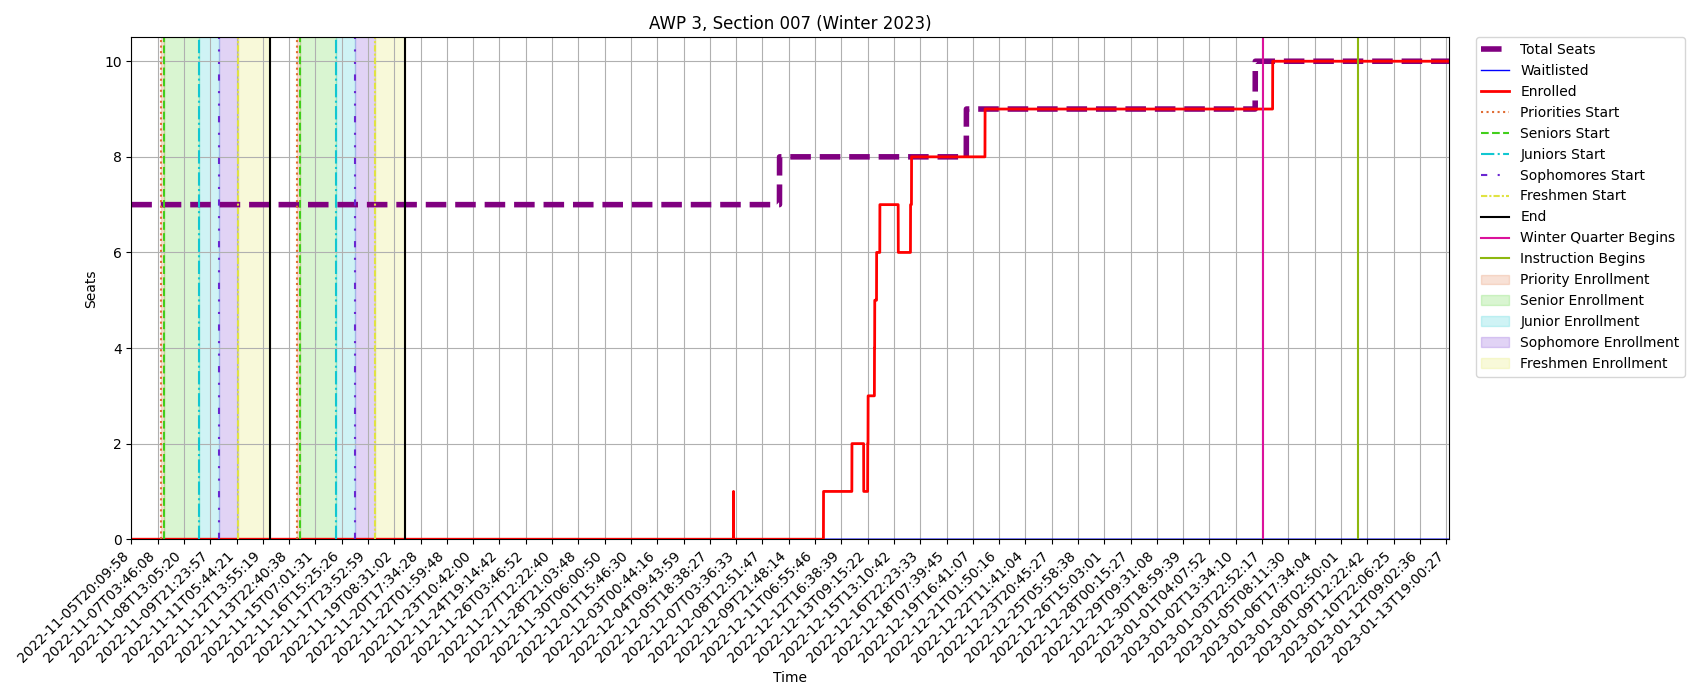 AWP 3, Section 007 (Winter 2023)
Seats
10
8
6
4
2
0
2022-11-05T20:09:58
2022-11-07T03:46:08
2022-11-08T13:05:20
2022-11-09T21:23:57
2022-11-11T05:44:21
2022-11-12T13:55:19
2022-11-13T22:40:38
2022-11-15T07:01:31
2022-11-16T15:25:26
2022-11-17T23:52:59
2022-11-19T08:31:02
2022-11-20T17:34:28
2022-11-22T01:59:48
2022-11-23T10:42:00
2022-11-24T19:14:42
2022-11-26T03:46:52
2022-11-27T12:22:40
2022-11-28T21:03:48
2022-11-30T06:00:50
2022-12-01T15:46:30
2022-12-03T00:44:16
2022-12-04T09:43:59
2022-12-05T18:38:27
2022-12-07T03:36:33
2022-12-08T12:51:47
2022-12-09T21:48:14
2022-12-11T06:55:46
2022-12-12T16:38:39
2022-12-13T09:15:22
2022-12-15T13:10:42
2022-12-16T22:23:33
2022-12-18T07:39:45
2022-12-19T16:41:07
2022-12-21T01:50:16
2022-12-22T11:41:04
2022-12-23T20:45:27
2022-12-25T05:58:38
2022-12-26T15:03:01
2022-12-28T00:15:27
2022-12-29T09:31:08
2022-12-30T18:59:39
2023-01-01T04:07:52
2023-01-02T13:34:10
2023-01-03T22:52:17
2023-01-05T08:11:30
2023-01-06T17:34:04
2023-01-08T02:50:01
2023-01-09T12:22:42
2023-01-10T22:06:25
2023-01-12T09:02:36
2023-01-13T19:00:27
Time
Total Seats
Waitlisted
Enrolled
Priorities Start
Seniors Start
Juniors Start
Sophomores Start
Freshmen Start
End
Winter Quarter Begins
Instruction Begins
Priority Enrollment
Senior Enrollment
Junior Enrollment
Sophomore Enrollment
Freshmen Enrollment